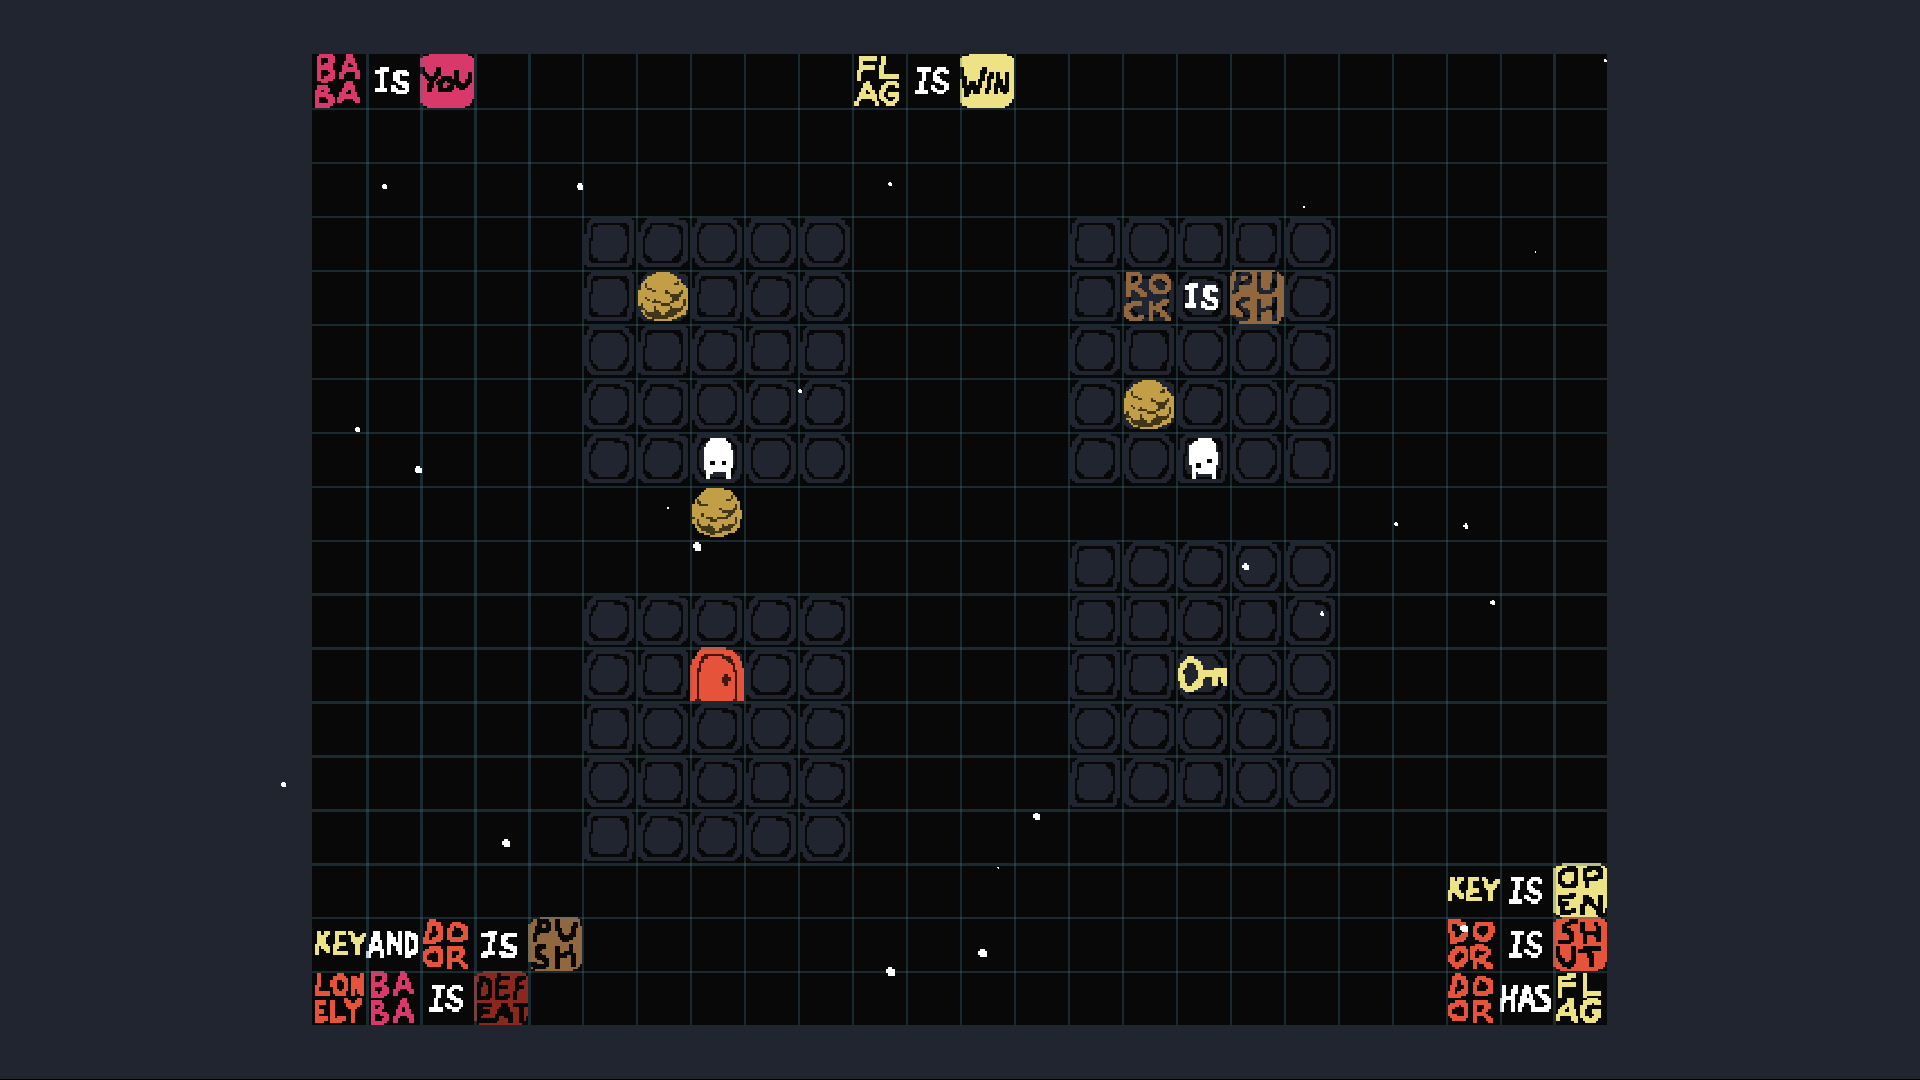 BABA IS YOU
FLAG IS WIN
ROCK IS PUSH
KEY IS OPEN
KEY AND DOOR IS PUSH
DOOR IS SHUT
LONELY BABA IS DEFEAT
DOOR HAS FLAG